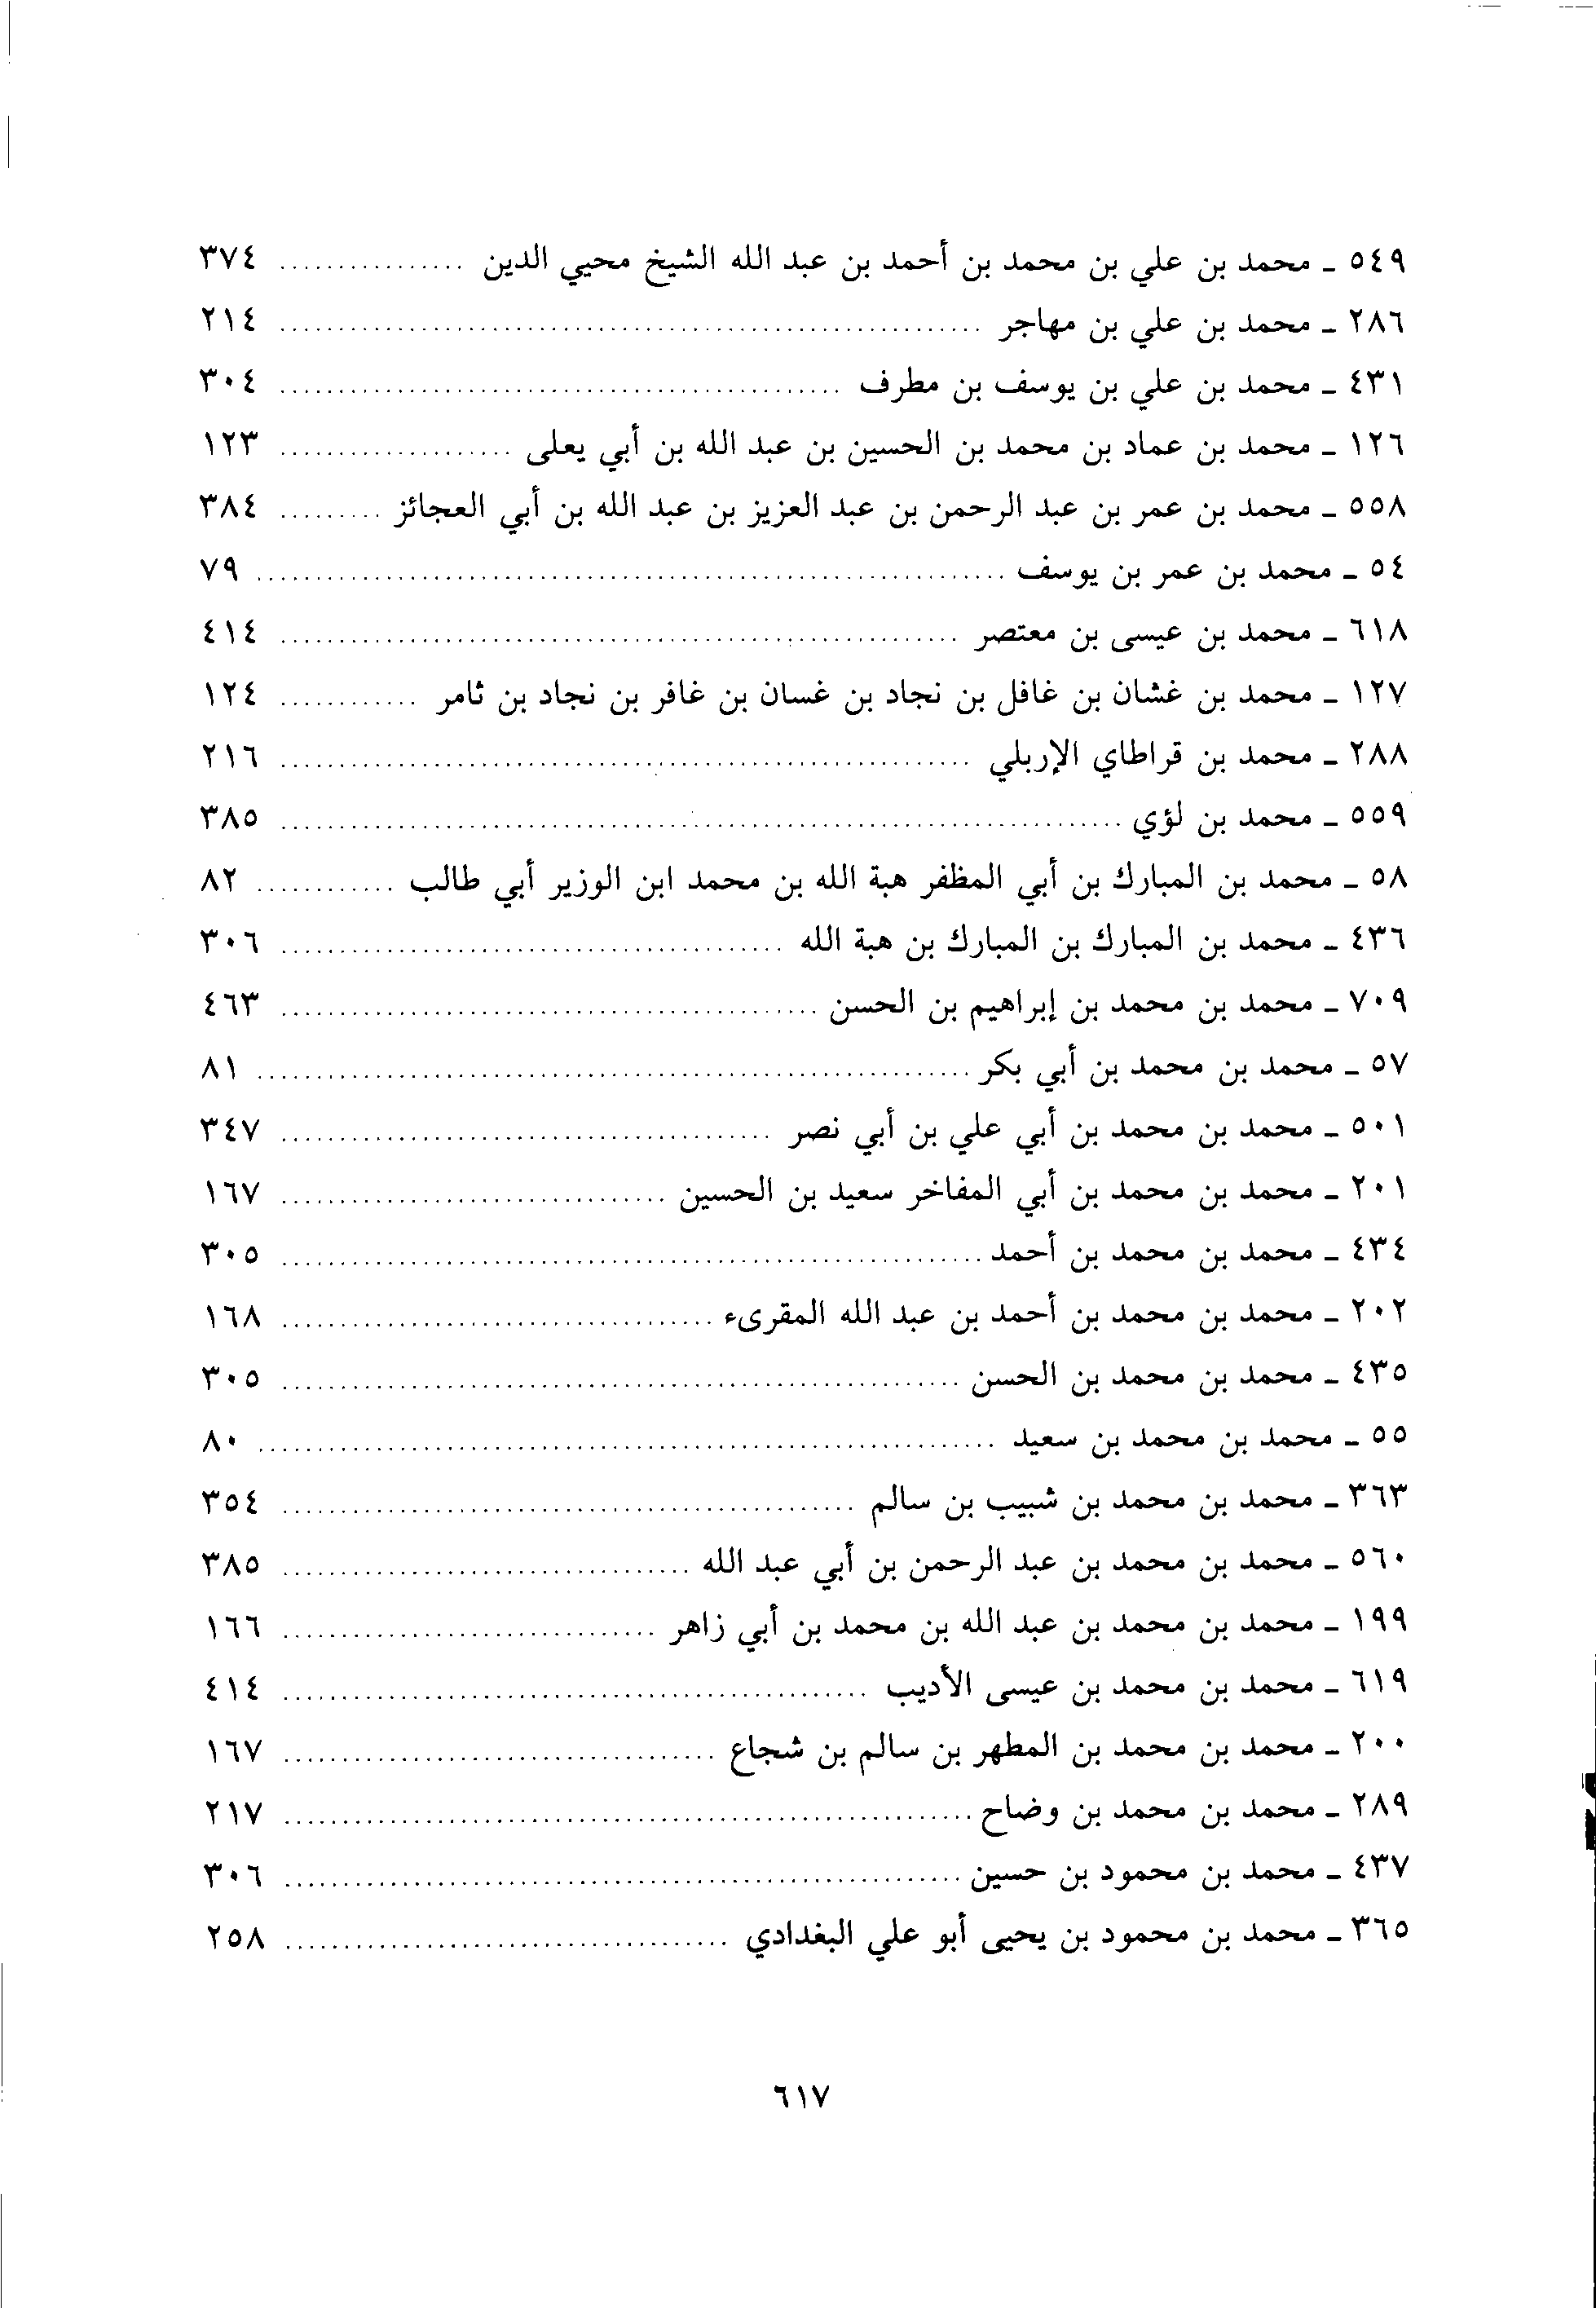 ٥٤٩ ـ محمد بن علي بن محمد بن أحمد بن عبد الله الشيخ محيي الدين ................ ٣٧٤
٢٨٦ ـ محمد بن علي بن مهاجر ................ ٢١٤
٤٣١ ـ محمد بن علي بن يوسف بن مطرف ................ ٣٠٤
١٢٦ ـ محمد بن عماد بن محمد بن الحسين بن عبد الله بن أبي يعلى ................ ١٢٣
٥٥٨ ـ محمد بن عمر بن عبد الرحمن بن عبد العزيز بن عبد الله بن أبي العجائز ......... ٣٨٤
٥٤ ـ محمد بن عمر بن يوسف ................ ٧٩
٦١٨ ـ محمد بن عيسى بن معتصر ................ ٤١٤
١٢٧ ـ محمد بن غشان بن غافل بن نجاد بن غسان بن غافر بن نجاد بن ثامر ............ ١٢٤
٢٨٨ ـ محمد بن قراطاي الإربلي ................ ٢١٦
٥٥٩ ـ محمد بن لؤي ................ ٣٨٥
٥٨ ـ محمد بن المبارك بن أبي المظفر هبة الله بن محمد ابن الوزير أبي طالب ............ ٨٢
٤٣٦ ـ محمد بن المبارك بن المبارك بن هبة الله ................ ٣٠٦
٧٠٩ ـ محمد بن محمد بن إبراهيم بن الحسن ................ ٤٦٣
٥٧ ـ محمد بن محمد بن أبي بكر ................ ٨١
٥٠١ ـ محمد بن محمد بن أبي علي بن أبي نصر ................ ٣٤٧
٢٠١ ـ محمد بن محمد بن أبي المفاخر سعيد بن الحسين ................ ١٦٧
٤٣٤ ـ محمد بن محمد بن أحمد ................ ٣٠٥
٢٠٢ ـ محمد بن محمد بن أحمد بن عبد الله المقرىء ................ ١٦٨
٤٣٥ ـ محمد بن محمد بن الحسن ................ ٣٠٥
٥٥ ـ محمد بن محمد بن سعيد ................ ٨٠
٣٦٣ ـ محمد بن محمد بن شبيب بن سالم ................ ٣٥٤
٥٦٠ ـ محمد بن محمد بن عبد الرحمن بن أبي عبد الله ................ ٣٨٥
١٩٩ ـ محمد بن محمد بن عبد الله بن محمد بن أبي زاهر ................ ١٦٦
٦١٩ ـ محمد بن محمد بن عيسى الأديب ................ ٤١٤
٢٠٠ ـ محمد بن محمد بن المطهر بن سالم بن شجاع ................ ١٦٧
٢٨٩ ـ محمد بن محمد بن وضاح ................ ٢١٧
٤٣٧ ـ محمد بن محمود بن حسين ................ ٣٠٦
٣٦٥ ـ محمد بن محمود بن يحيى أبو علي البغدادي ................ ٢٥٨
٦١٧